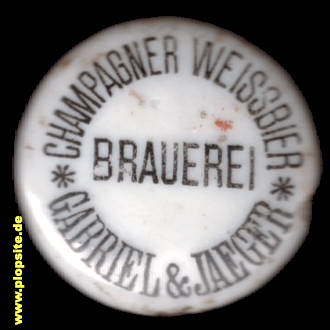 CHAMPAGNER WEISSBIER
BRAUEREI
* GABRIEL & JAEGER *
www.plopsite.de